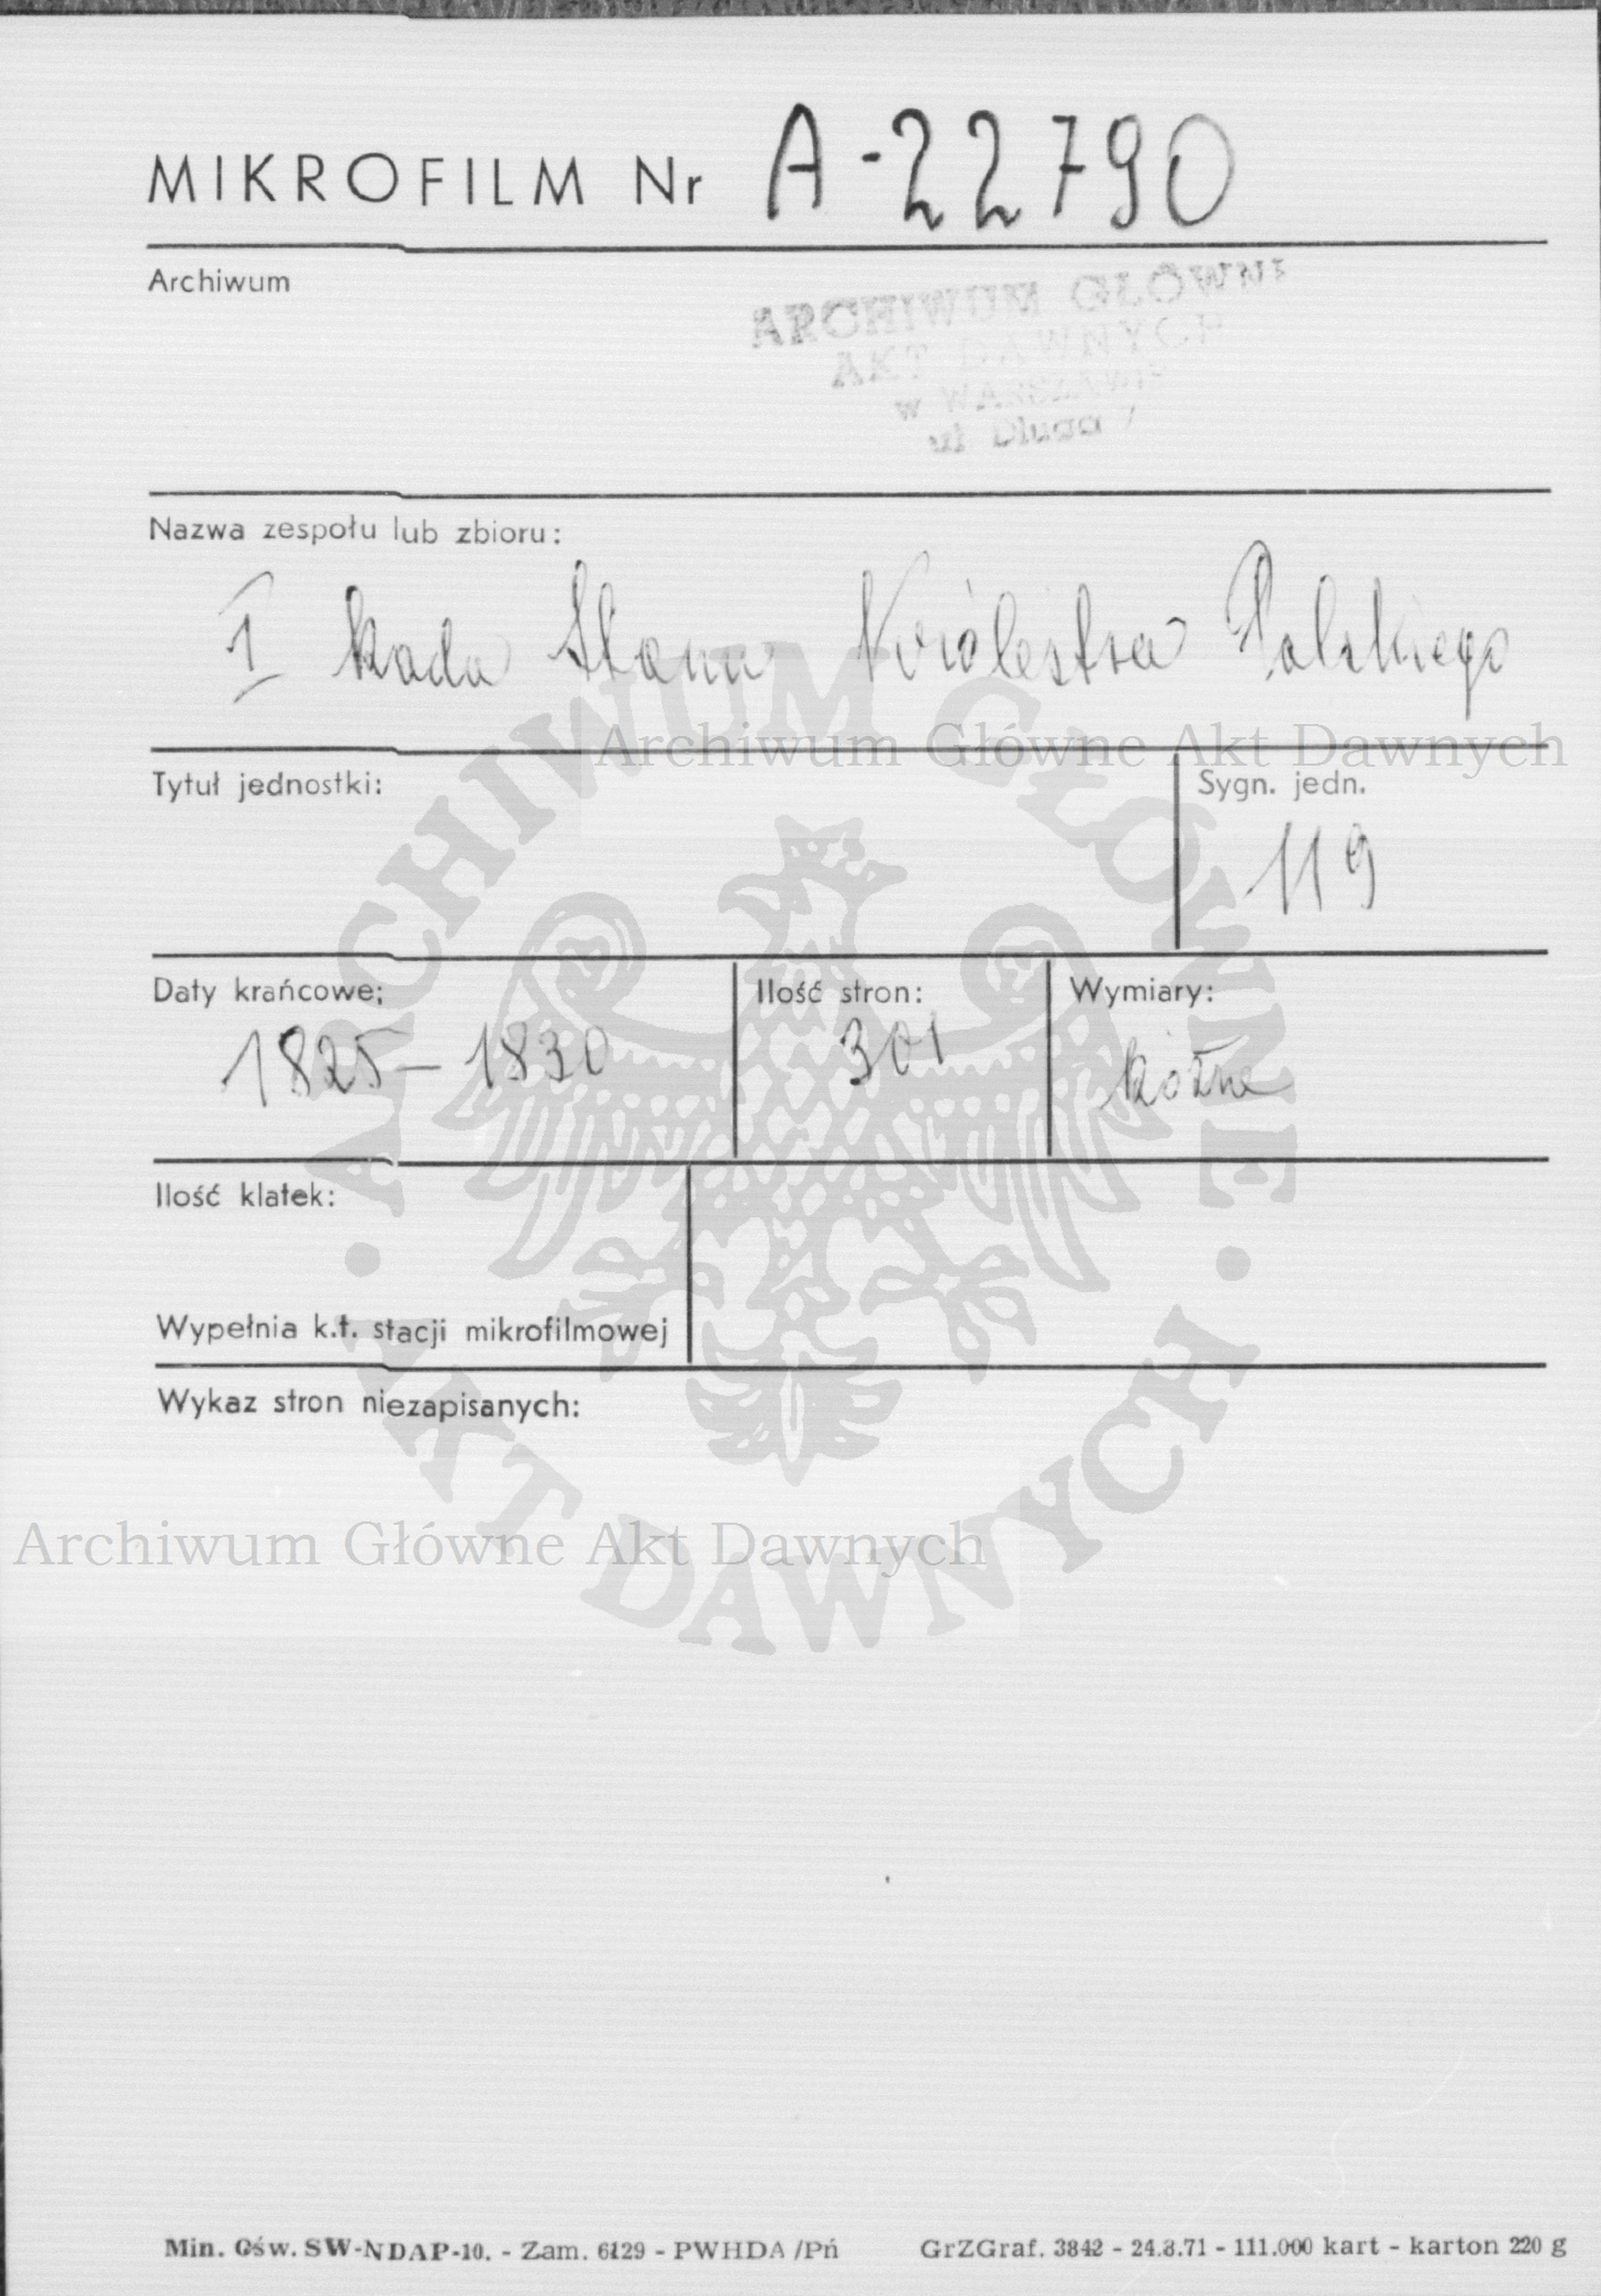 MIKROFILM Nr A-22790
Archiwum
ARCHIWUM GŁÓWNE
AKT DAWNYCH
w WARSZAWIE
ul Długa 7
Nazwa zespołu lub zbioru:
I Rada Stanu Królestwa Polskiego
Archiwum Główne Akt Dawnych
Tytuł jednostki:
Sygn. jedn.
119
Daty krańcowe:
1825-1830
Ilość stron:
301
Wymiary:
Różne
Ilość klatek:
Wypełnia k.t. stacji mikrofilmowej
Wykaz stron niezapisanych:
ARCHIWUM GŁÓWNE
AKT DAWNYCH
Archiwum Główne Akt Dawnych
Min. Ośw. SW-NDAP-10. - Zam. 6129 - PWHDA /Pń GrZGraf. 3842 - 24.8.71 - 111.000 kart - karton 220 g